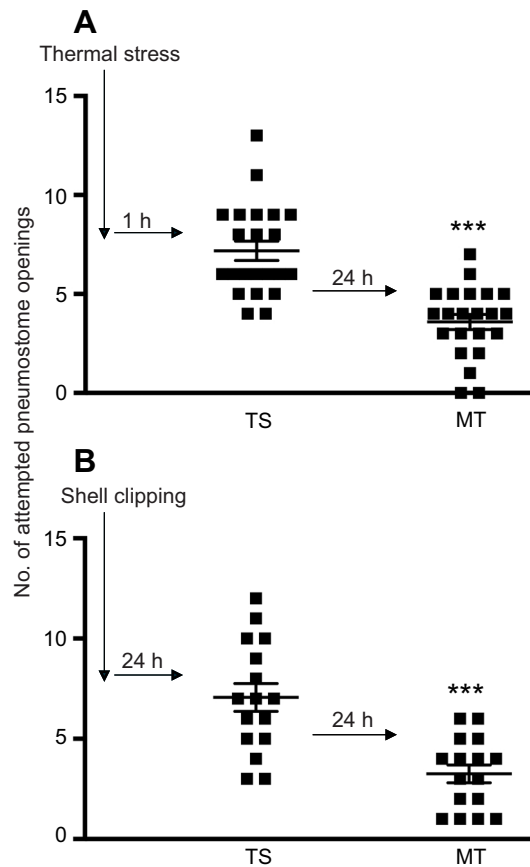 A
Thermal stress
15
1 h
10
***
24 h
5
0
TS MT
No. of attempted pneumostome openings
B
Shell clipping
15
10
24 h
***
24 h
5
0
TS MT